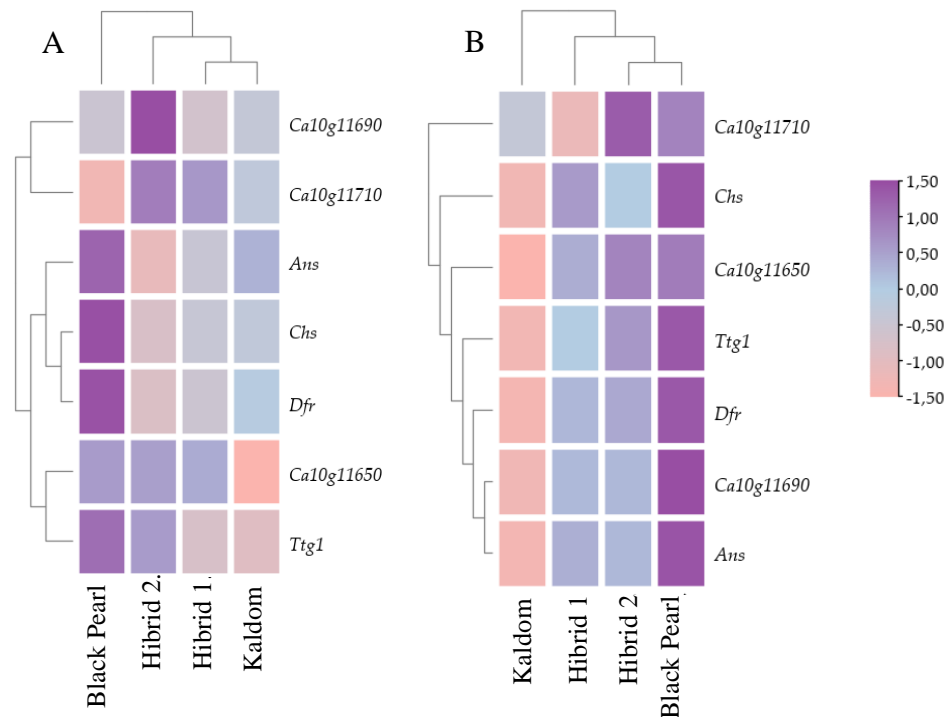 A
Ca10g11690
Ca10g11710
Ans
Chs
Dfr
Ca10g11650
Ttg1
Black Pearl
Hibrid 2.
Hibrid 1.
Kaldom
B
Ca10g11710
Chs
Ca10g11650
Ttg1
Dfr
Ca10g11690
Ans
Kaldom
Hibrid 1
Hibrid 2
Black Pearl
1,50
1,00
0,50
0,00
-0,50
-1,00
-1,50